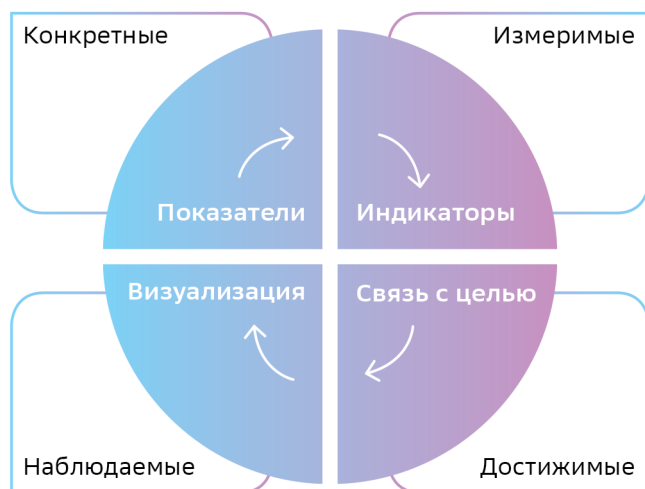 Конкретные
Измеримые
Показатели
Индикаторы
Визуализация
Связь с целью
Наблюдаемые
Достижимые